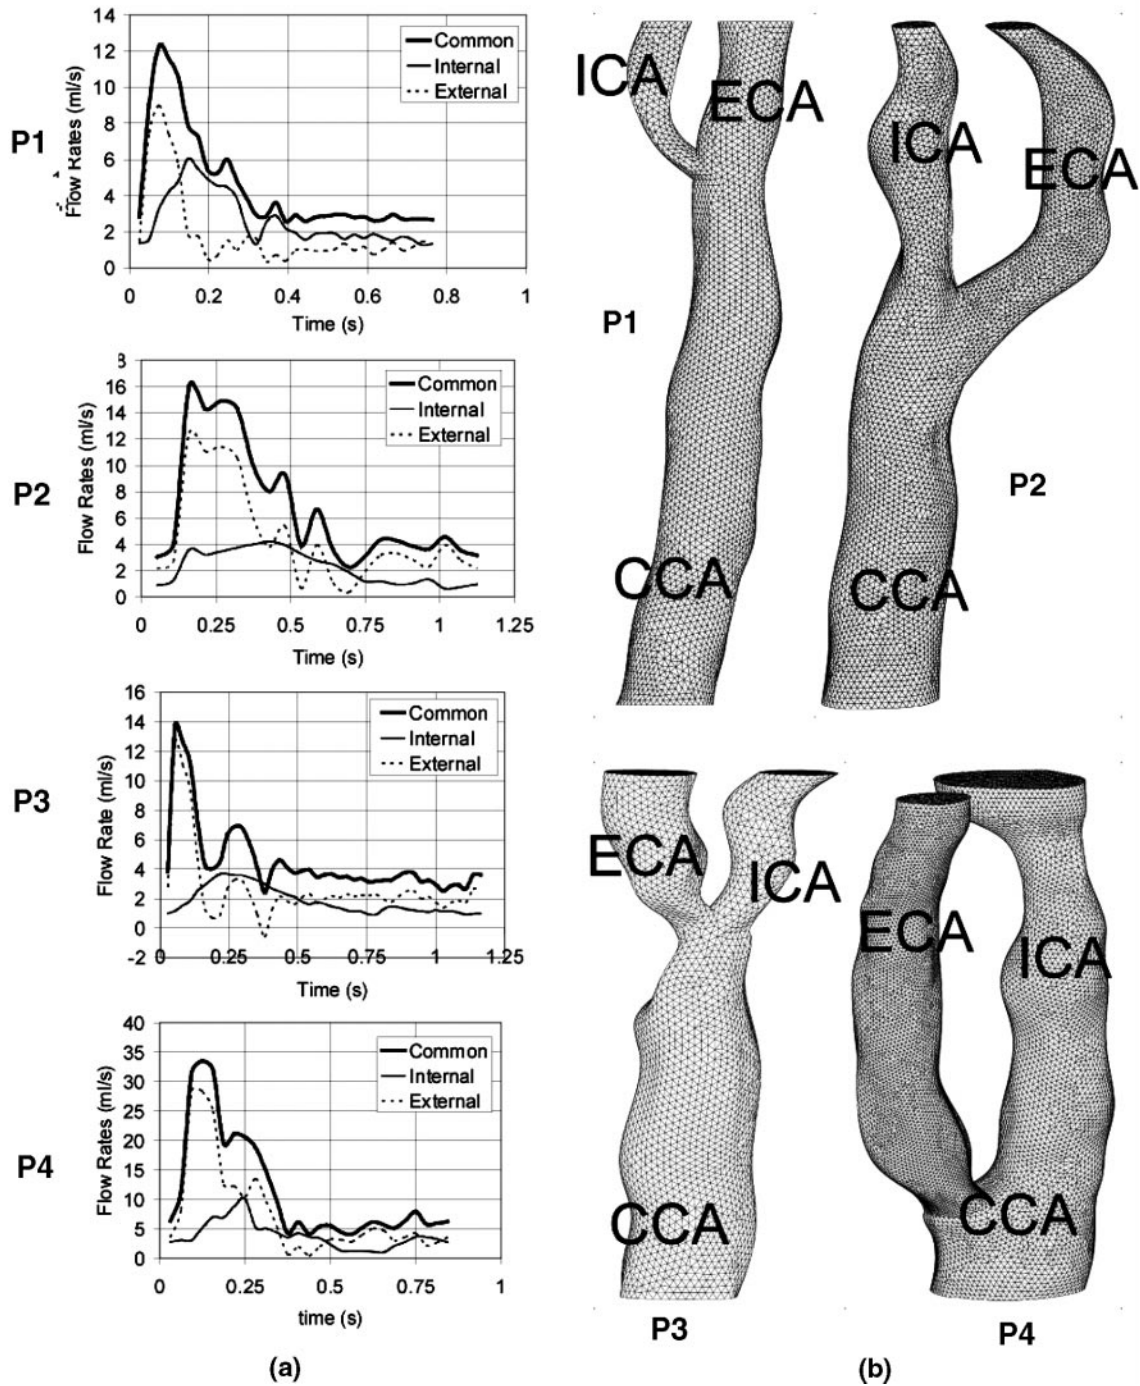 P1
Flow Rates (ml/s)
14
12
10
8
6
4
2
0
Common
Internal
External
0
0.2
0.4
0.6
0.8
1
Time (s)
P2
Flow Rates (ml/s)
16
14
12
10
8
6
4
2
0
Common
Internal
External
0
0.25
0.5
0.75
1
1.25
Time (s)
P3
Flow Rate (ml/s)
16
14
12
10
8
6
4
2
0
-2
Common
Internal
External
0
0.25
0.5
0.75
1
1.25
Time (s)
P4
Flow Rates (ml/s)
40
35
30
25
20
15
10
5
0
Common
Internal
External
0
0.25
0.5
0.75
1
time (s)
(a)
ICA
ECA
P1
CCA
ICA
ECA
P2
CCA
ECA
ICA
CCA
P3
ECA
ICA
CCA
P4
(b)